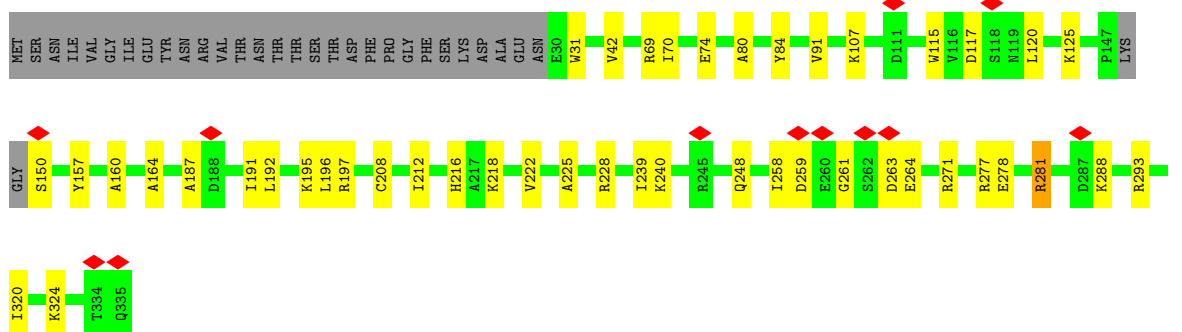 MET SER ASN ILE VAL GLY ILE GLU TYR ASN ARG VAL THR ASN THR THR SER THR ASP PHE PRO GLY PHE SER LYS ASP ALA GLU ASN E30 W31 V42 R69 I70 E74 A80 Y84 V91 K107 D111 W115 V116 D117 S118 N119 L120 K125 P147 LYS
GLY S150 Y157 A160 A164 A187 D188 I191 L192 K195 L196 R197 C208 I212 H216 A217 K218 V222 A225 R228 I239 K240 R245 Q248 I258 D259 E260 G261 S262 D263 E264 R271 R277 E278 R281 D287 K288 R293
I320 K324 T334 Q335